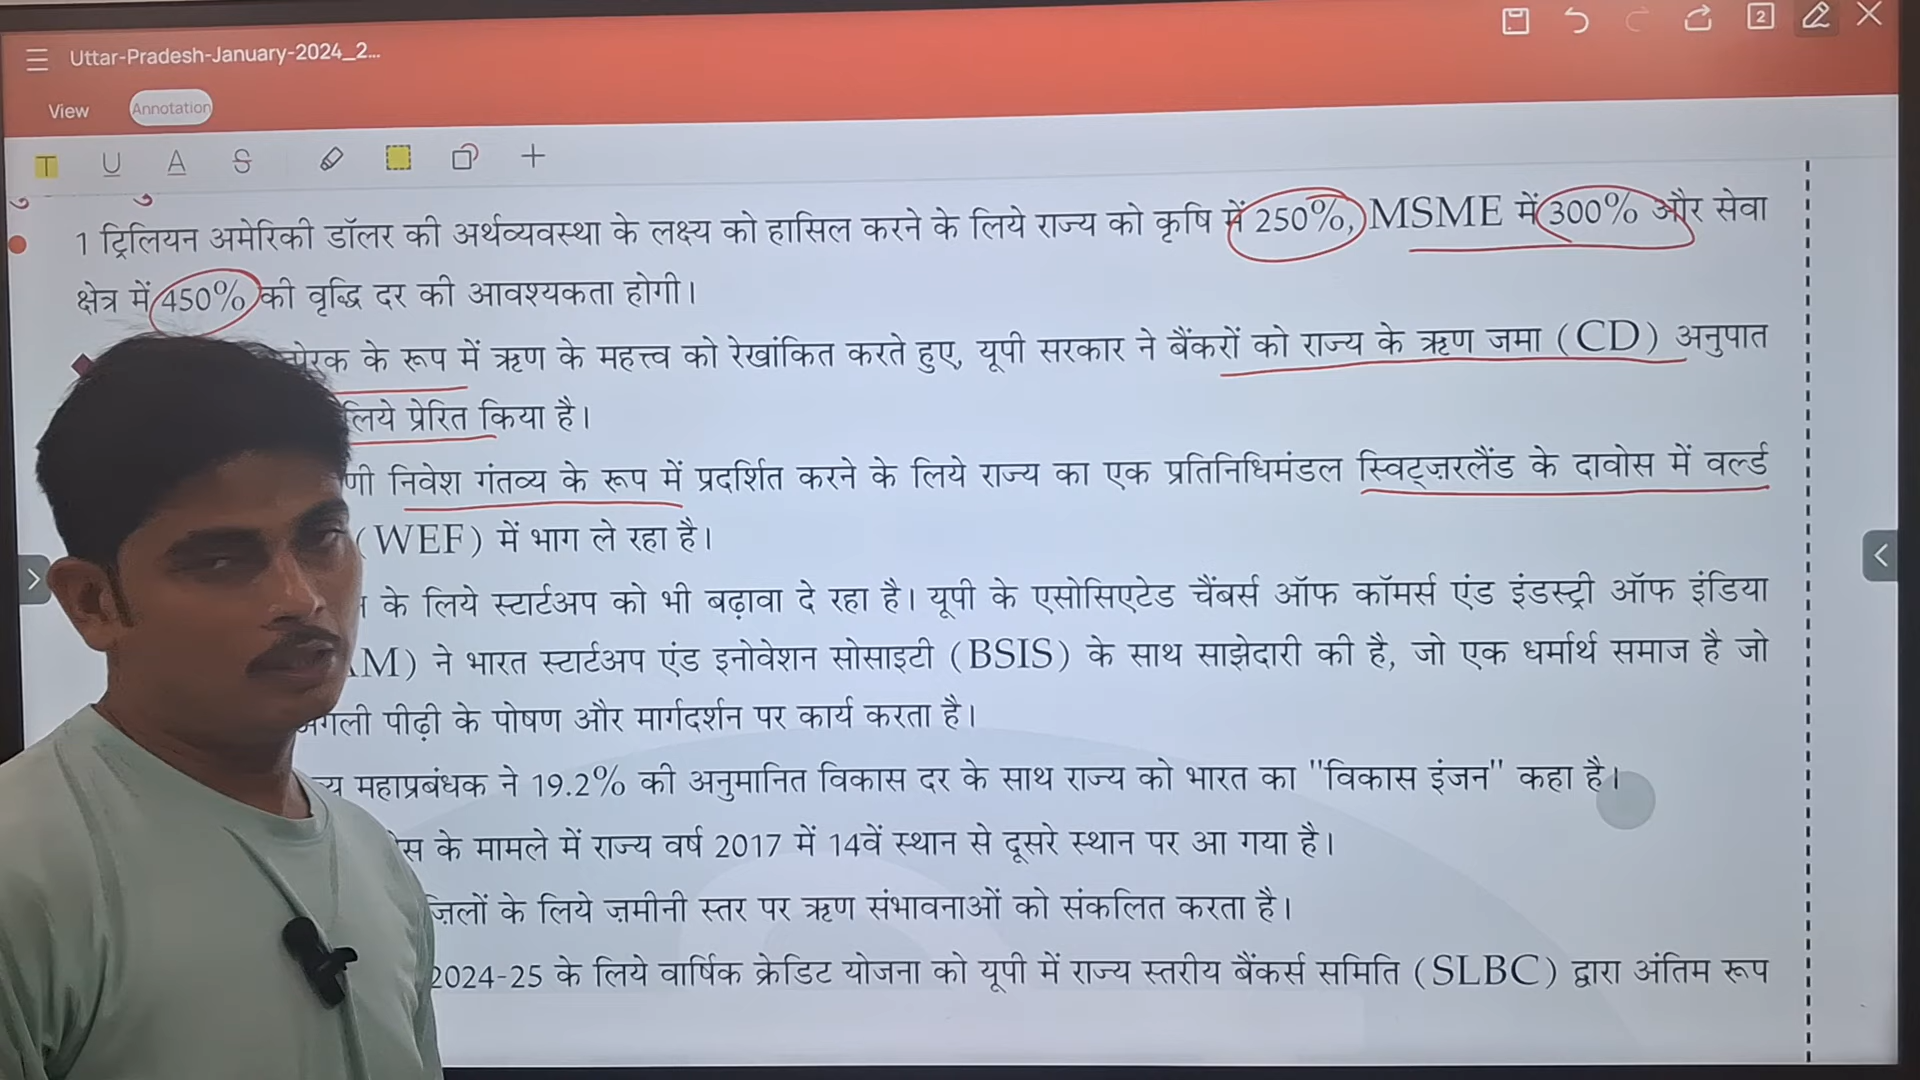 Uttar-Pradesh-January-2024_2...
2
View
Annotation
T U A S
1 ट्रिलियन अमेरिकी डॉलर की अर्थव्यवस्था के लक्ष्य को हासिल करने के लिये राज्य को कृषि में 250%, MSME में 300% और सेवा
क्षेत्र में 450% की वृद्धि दर की आवश्यकता होगी।
के रूप में ऋण के महत्त्व को रेखांकित करते हुए, यूपी सरकार ने बैंकरों को राज्य के ऋण जमा (CD) अनुपात
लिये प्रेरित किया है।
निवेश गंतव्य के रूप में प्रदर्शित करने के लिये राज्य का एक प्रतिनिधिमंडल स्विट्ज़रलैंड के दावोस में वर्ल्ड
(WEF) में भाग ले रहा है।
के लिये स्टार्टअप को भी बढ़ावा दे रहा है। यूपी के एसोसिएटेड चैंबर्स ऑफ कॉमर्स एंड इंडस्ट्री ऑफ इंडिया
M) ने भारत स्टार्टअप एंड इनोवेशन सोसाइटी (BSIS) के साथ साझेदारी की है, जो एक धर्मार्थ समाज है जो
पीढ़ी के पोषण और मार्गदर्शन पर कार्य करता है।
महाप्रबंधक ने 19.2% की अनुमानित विकास दर के साथ राज्य को भारत का "विकास इंजन" कहा है।
के मामले में राज्य वर्ष 2017 में 14वें स्थान से दूसरे स्थान पर आ गया है।
के लिये ज़मीनी स्तर पर ऋण संभावनाओं को संकलित करता है।
2024-25 के लिये वार्षिक क्रेडिट योजना को यूपी में राज्य स्तरीय बैंकर्स समिति (SLBC) द्वारा अंतिम रूप